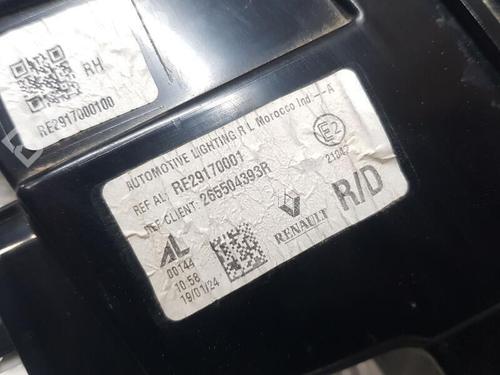 RH
RE2917000100
AUTOMOTIVE LIGHTING R L Morocco Ind---A
REF AL: RE29170001
REF CLIENT: 265504393R
E2
21042
AL
00144
10:58
19/01/24
RENAULT
R/D